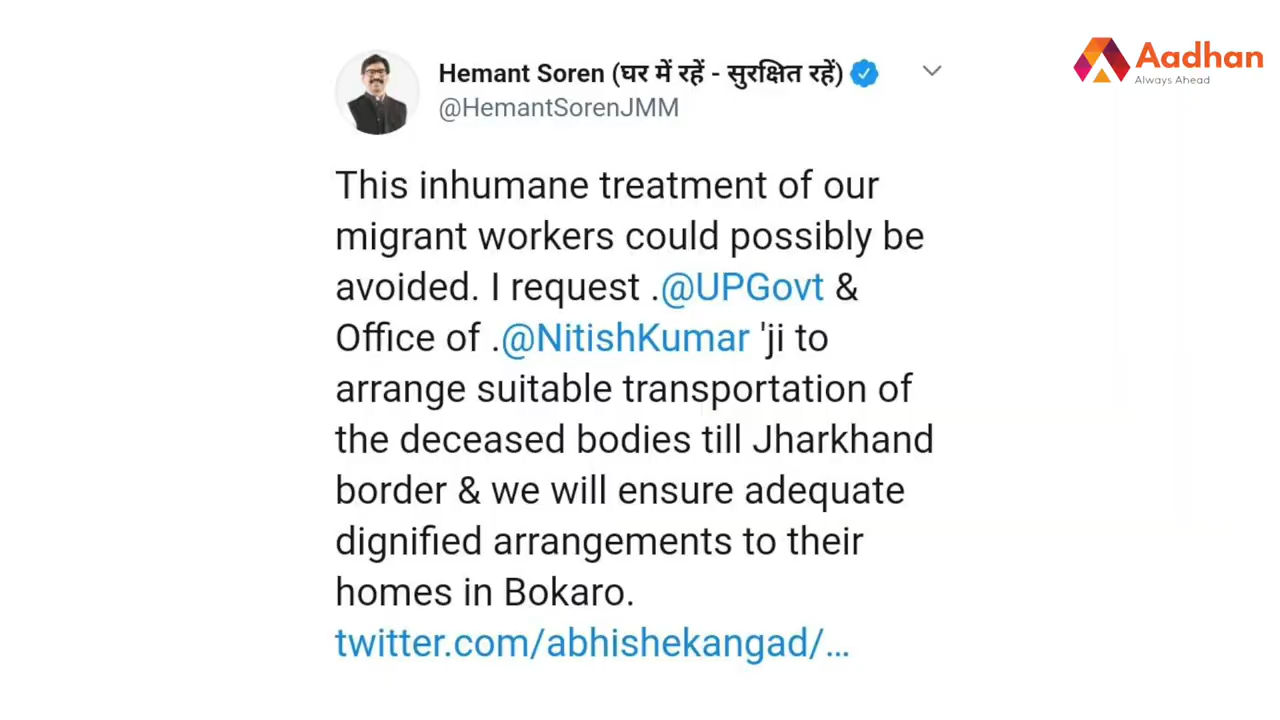 Hemant Soren (घर में रहें - सुरक्षित रहें)
@HemantSorenJMM
Aadhan
Always Ahead
This inhumane treatment of our
migrant workers could possibly be
avoided. I request .@UPGovt &
Office of .@NitishKumar 'ji to
arrange suitable transportation of
the deceased bodies till Jharkhand
border & we will ensure adequate
dignified arrangements to their
homes in Bokaro.
twitter.com/abhishekangad/…